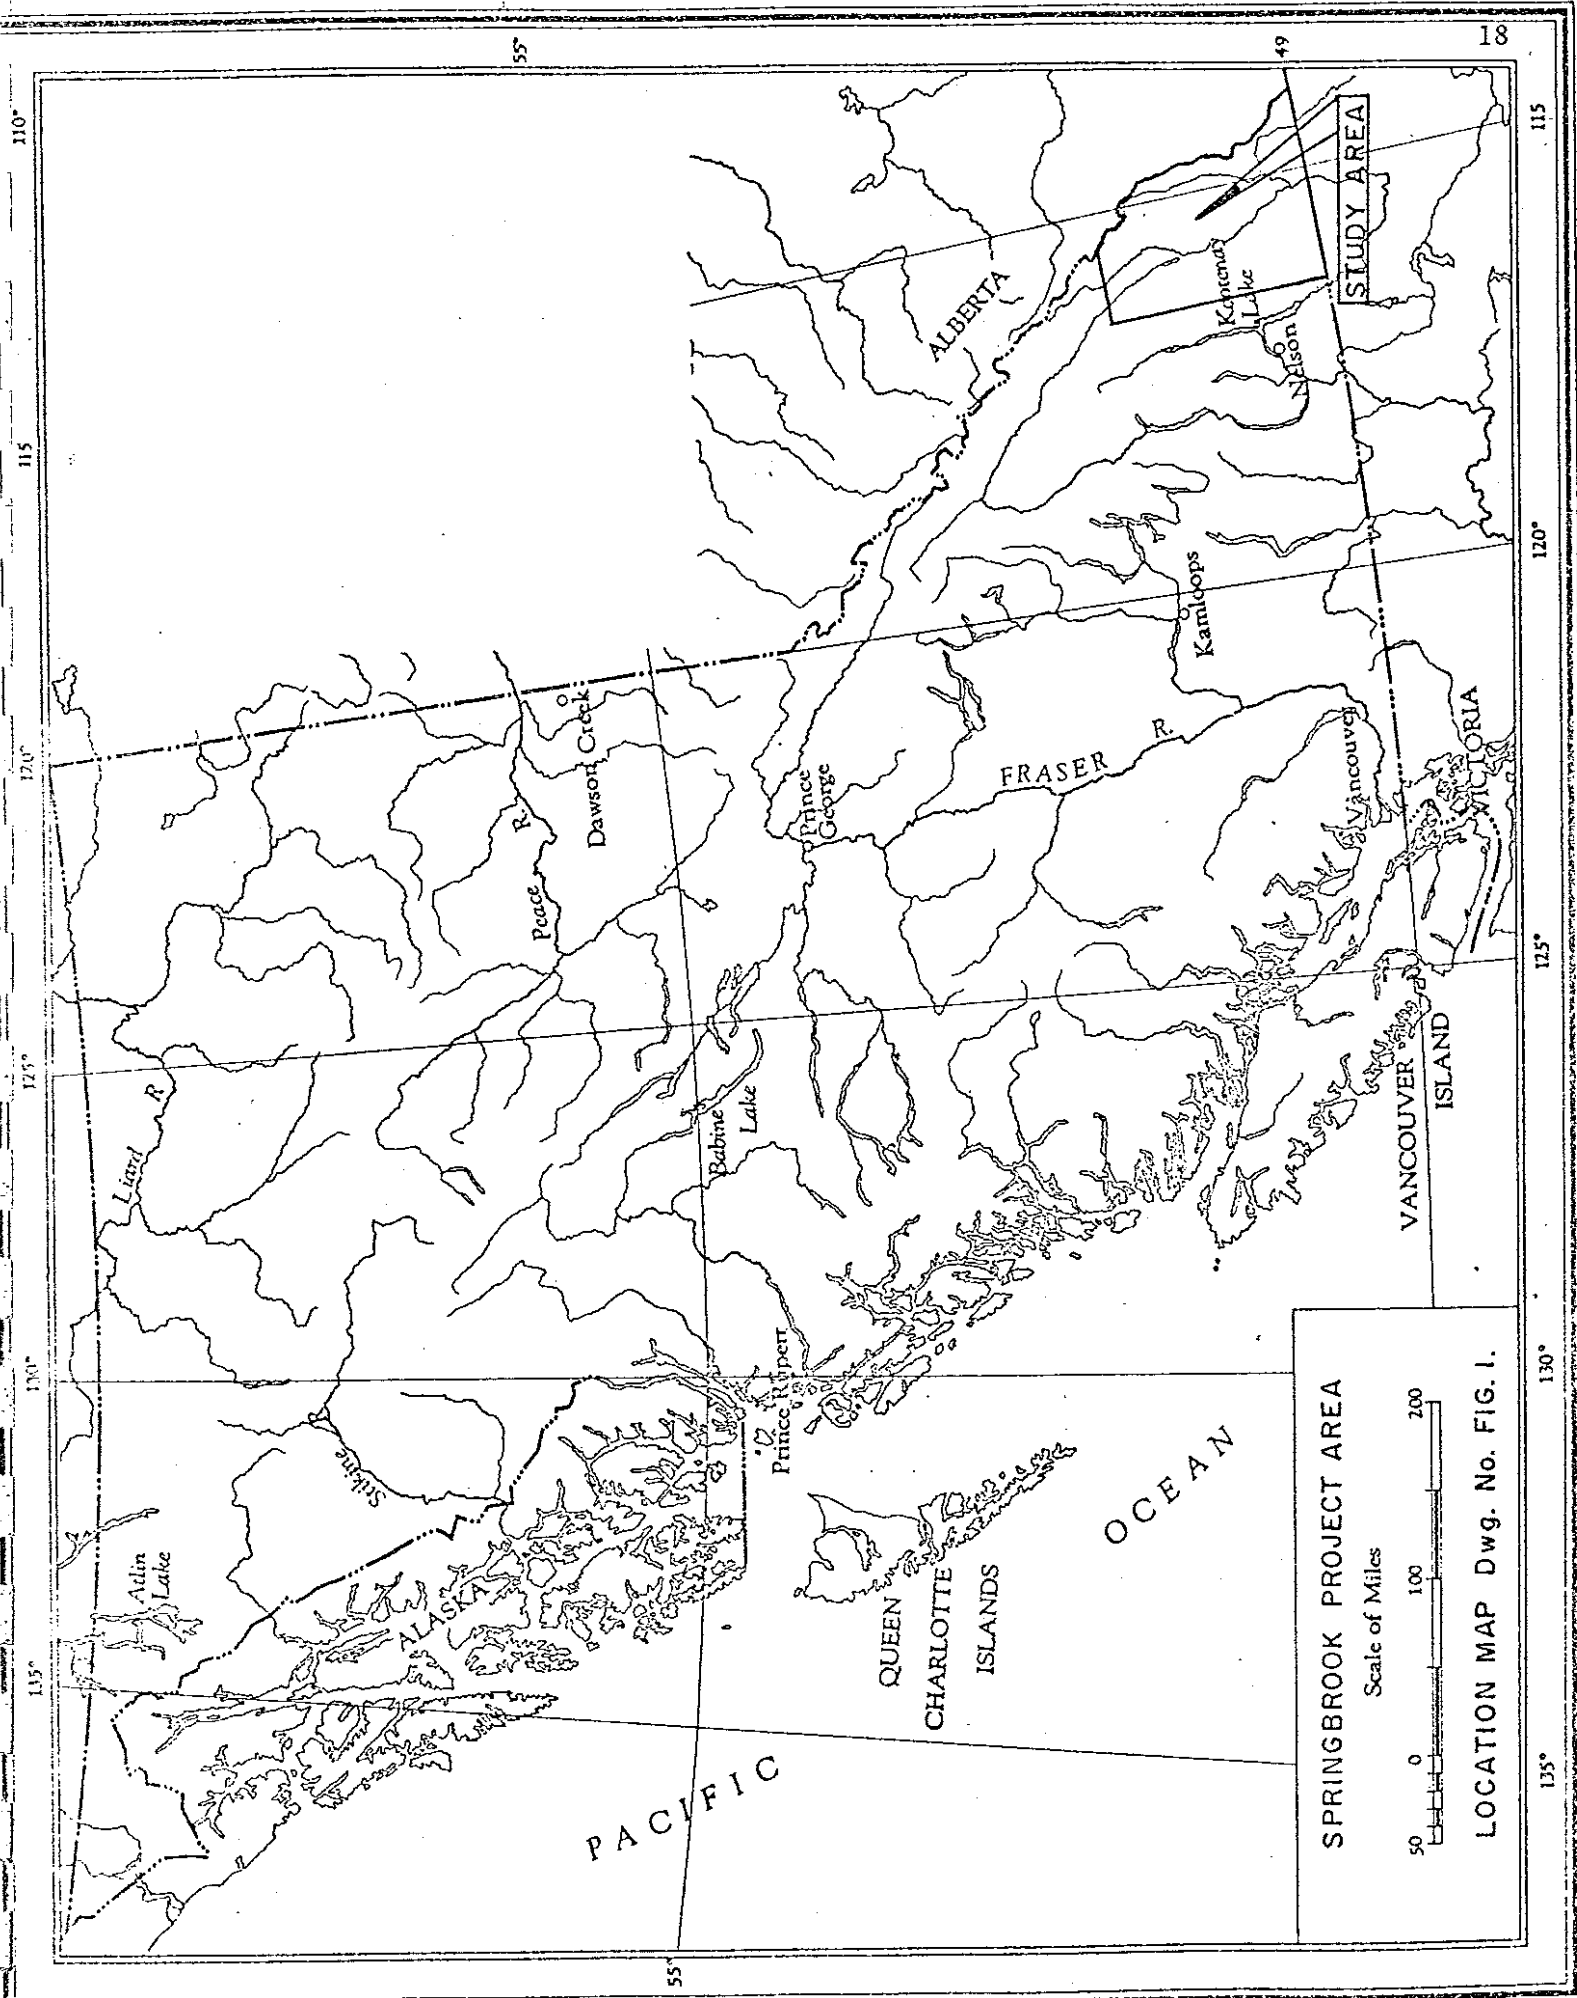 18
110°
115
120°
125°
130°
135°
55°
49
Atlin
Lake
Liard R
Stikine
ALASKA
Peace R.
Dawson Creek
Babine
Lake
Prince
George
Prince Rupert
QUEEN
CHARLOTTE
ISLANDS
PACIFIC
OCEAN
FRASER R.
ALBERTA
Kamloops
Kootenay
Lake
Nelson
STUDY AREA
Vancouver
VICTORIA
VANCOUVER
ISLAND
55°
115
120°
125°
130°
135°
SPRINGBROOK PROJECT AREA
Scale of Miles
50 0 100 200
LOCATION MAP Dwg. No. FIG. 1.